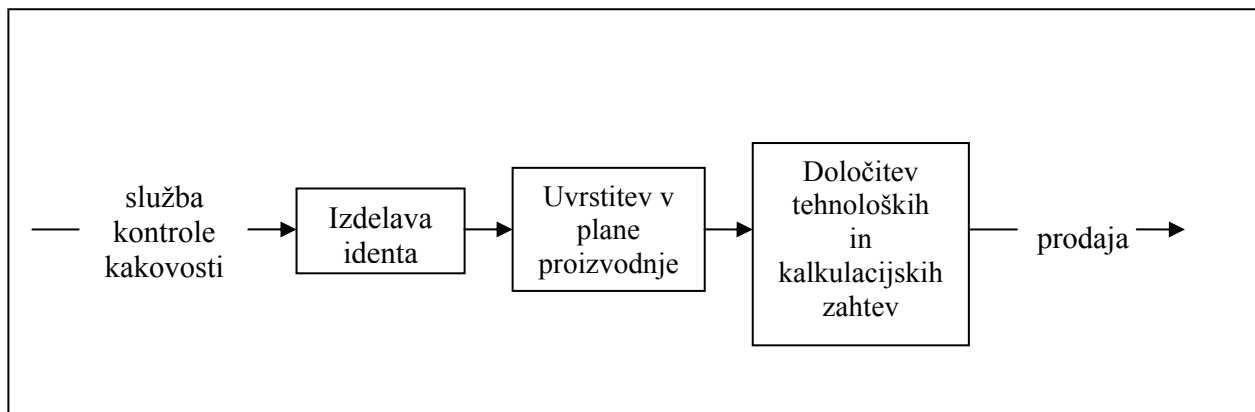 služba
kontrole
kakovosti
Izdelava
identa
Uvrstitev v
plane
proizvodnje
Določitev
tehnoloških
in
kalkulacijskih
zahtev
prodaja